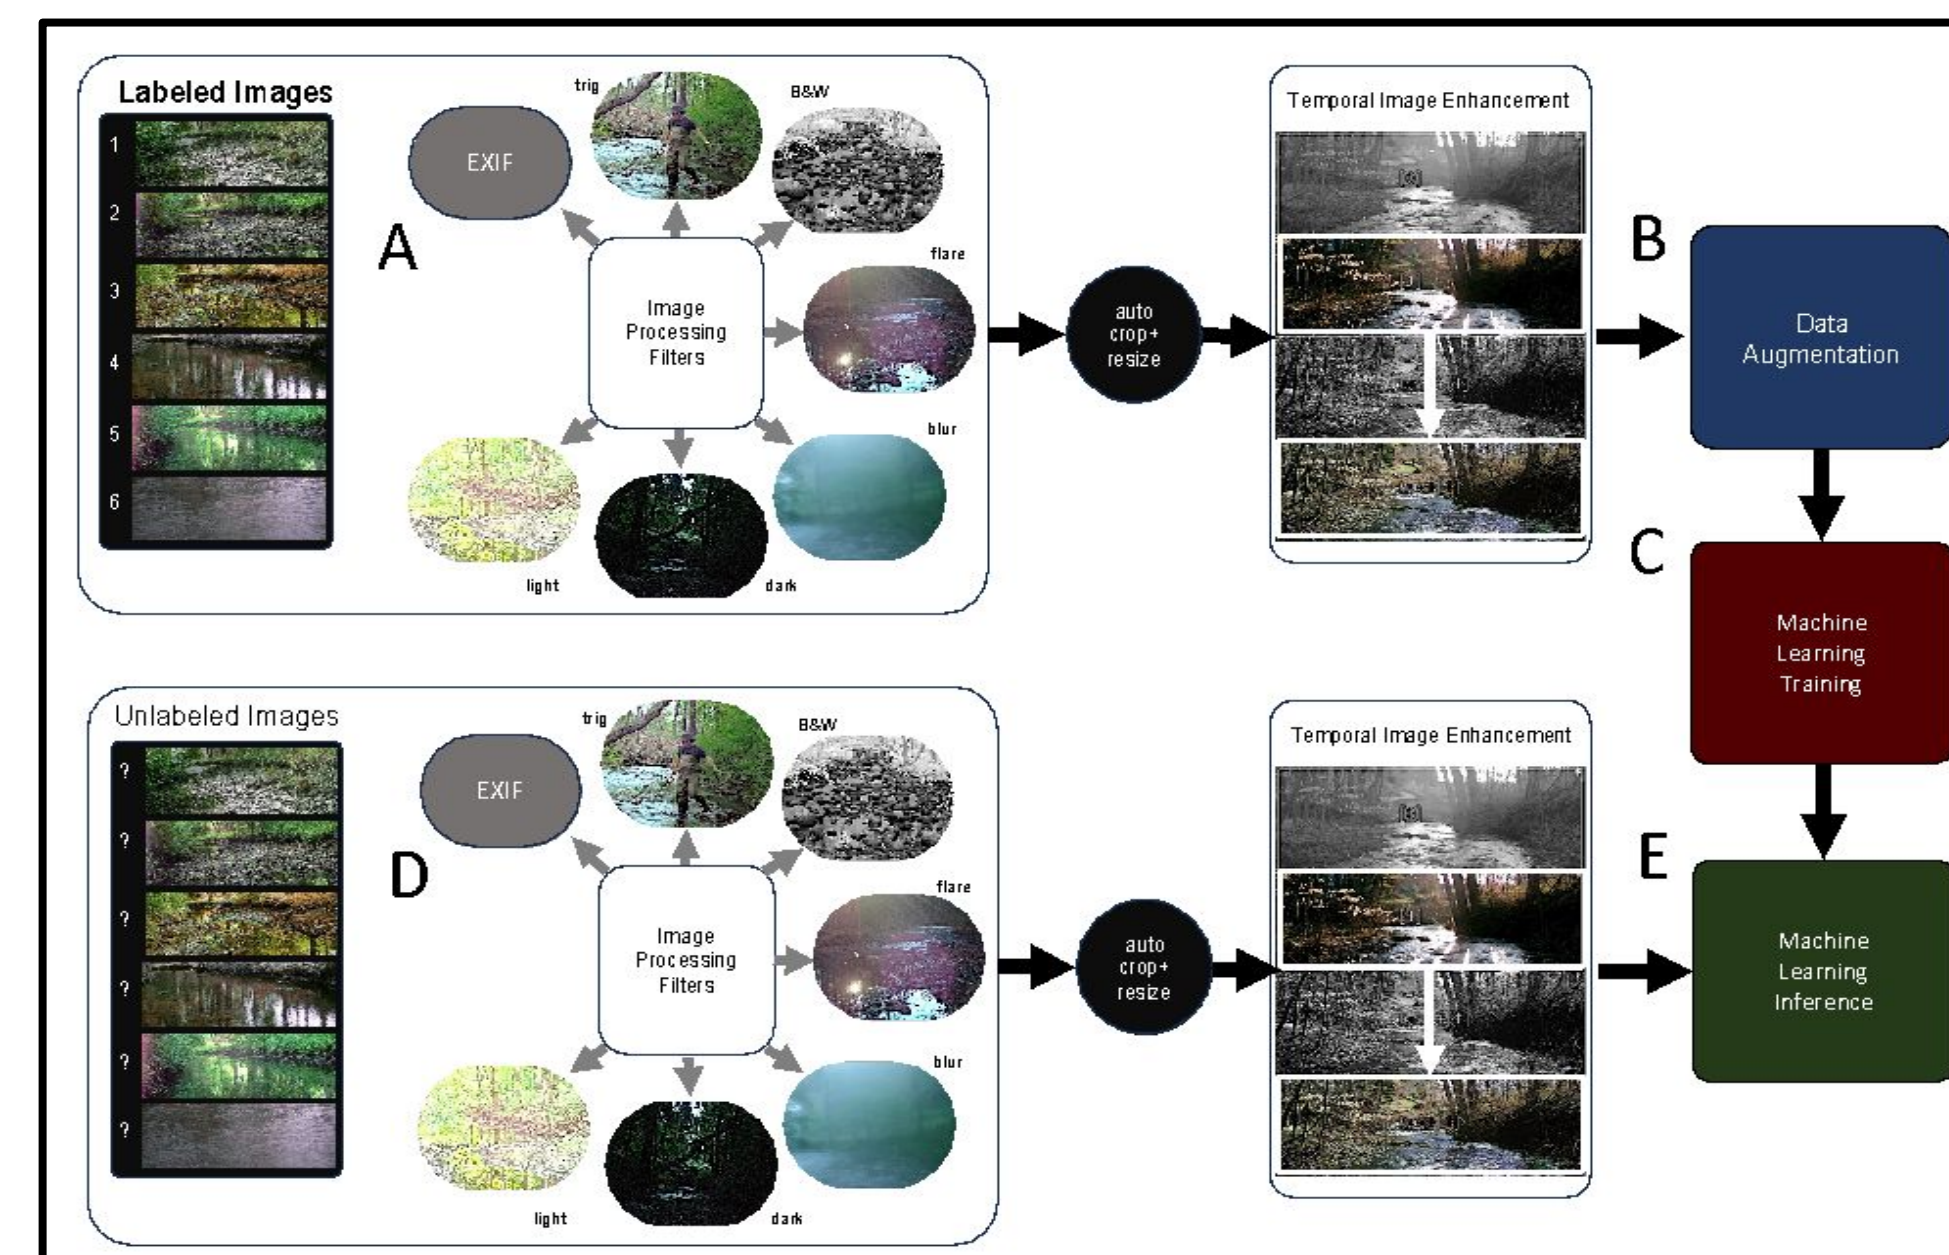 Labeled Images
1
2
3
4
5
6
A
EXIF
trig
B&W
flare
blur
dark
light
Image
Processing
Filters
auto
crop+
resize
Temporal Image Enhancement
B
Data
Augmentation
C
Machine
Learning
Training
Unlabeled Images
?
?
?
?
?
?
D
EXIF
trig
B&W
flare
blur
dark
light
Image
Processing
Filters
auto
crop+
resize
Temporal Image Enhancement
E
Machine
Learning
Inference